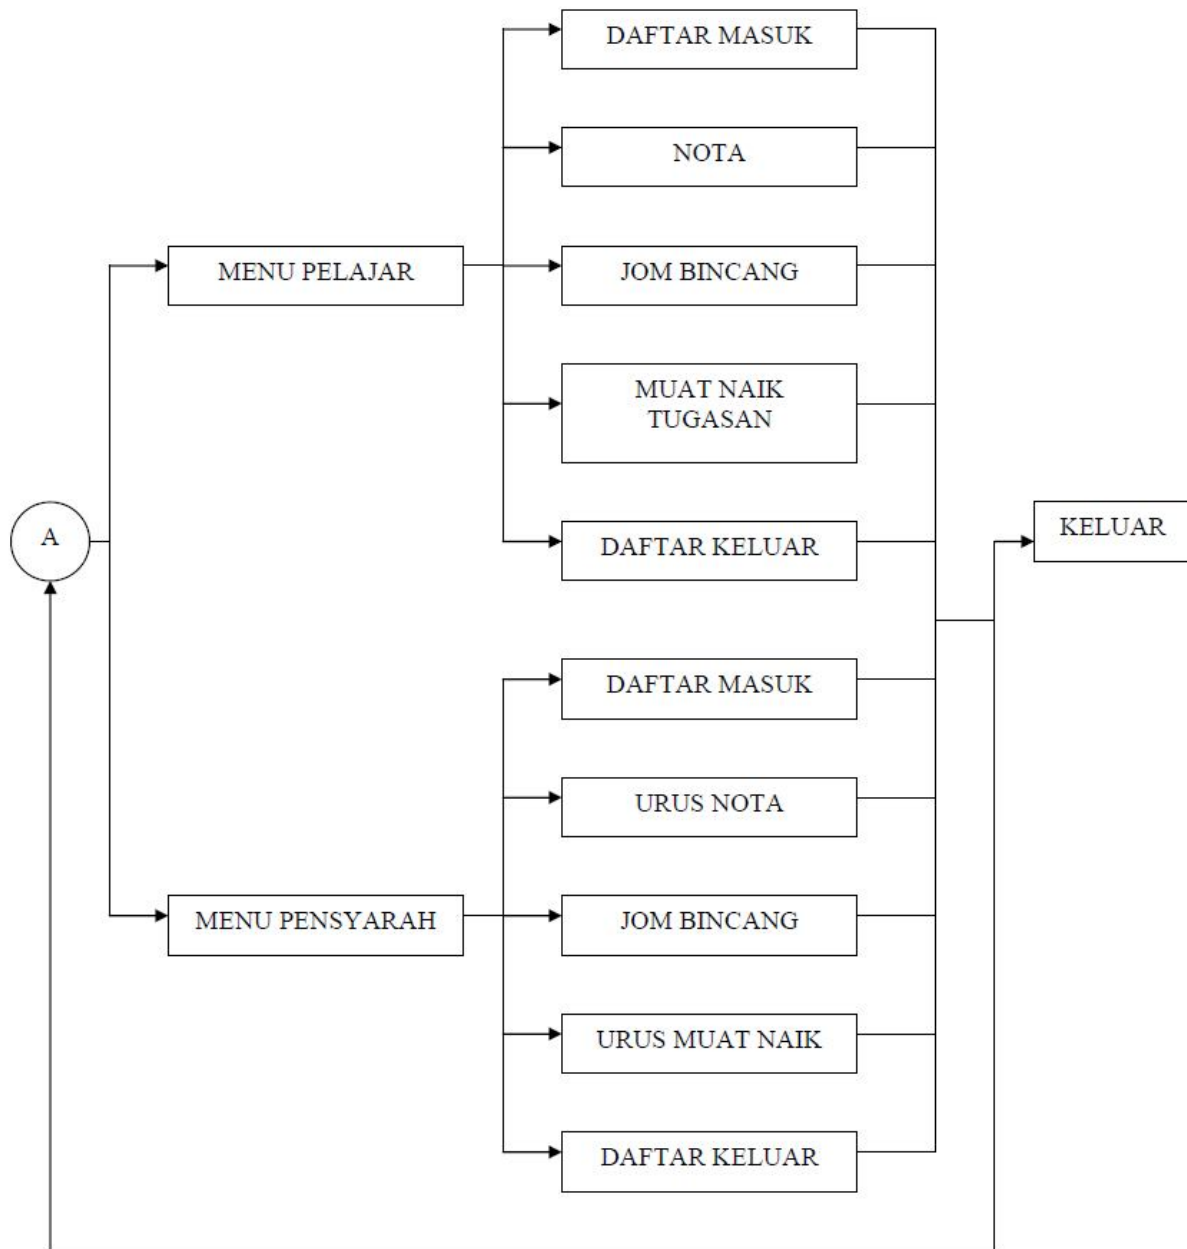 DAFTAR MASUK
NOTA
MENU PELAJAR
JOM BINCANG
MUAT NAIK
TUGASAN
A
DAFTAR KELUAR
KELUAR
DAFTAR MASUK
URUS NOTA
MENU PENSYARAH
JOM BINCANG
URUS MUAT NAIK
DAFTAR KELUAR